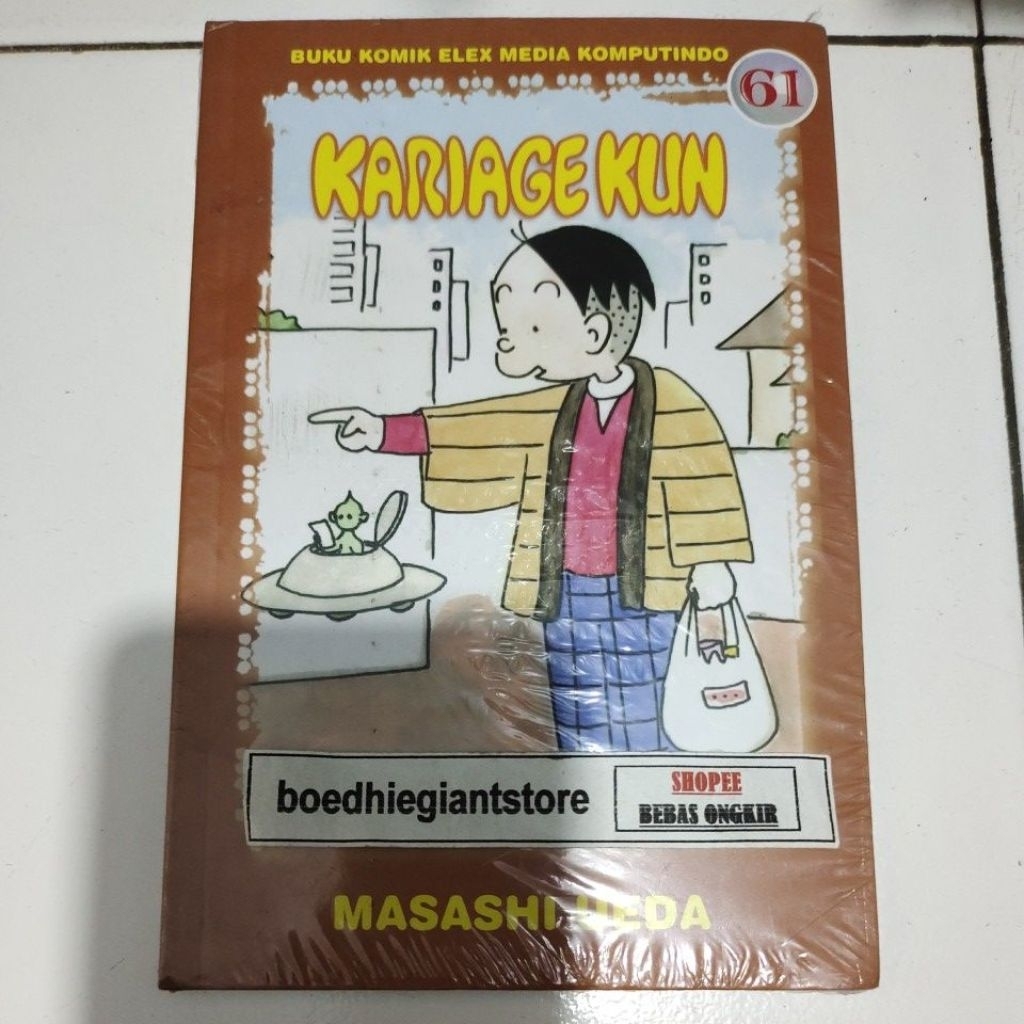 BUKU KOMIK ELEX MEDIA KOMPUTINDO
61
KARIAGE KUN
boedhiegiantstore
SHOPEE
BEBAS ONGKIR
MASASHI UEDA